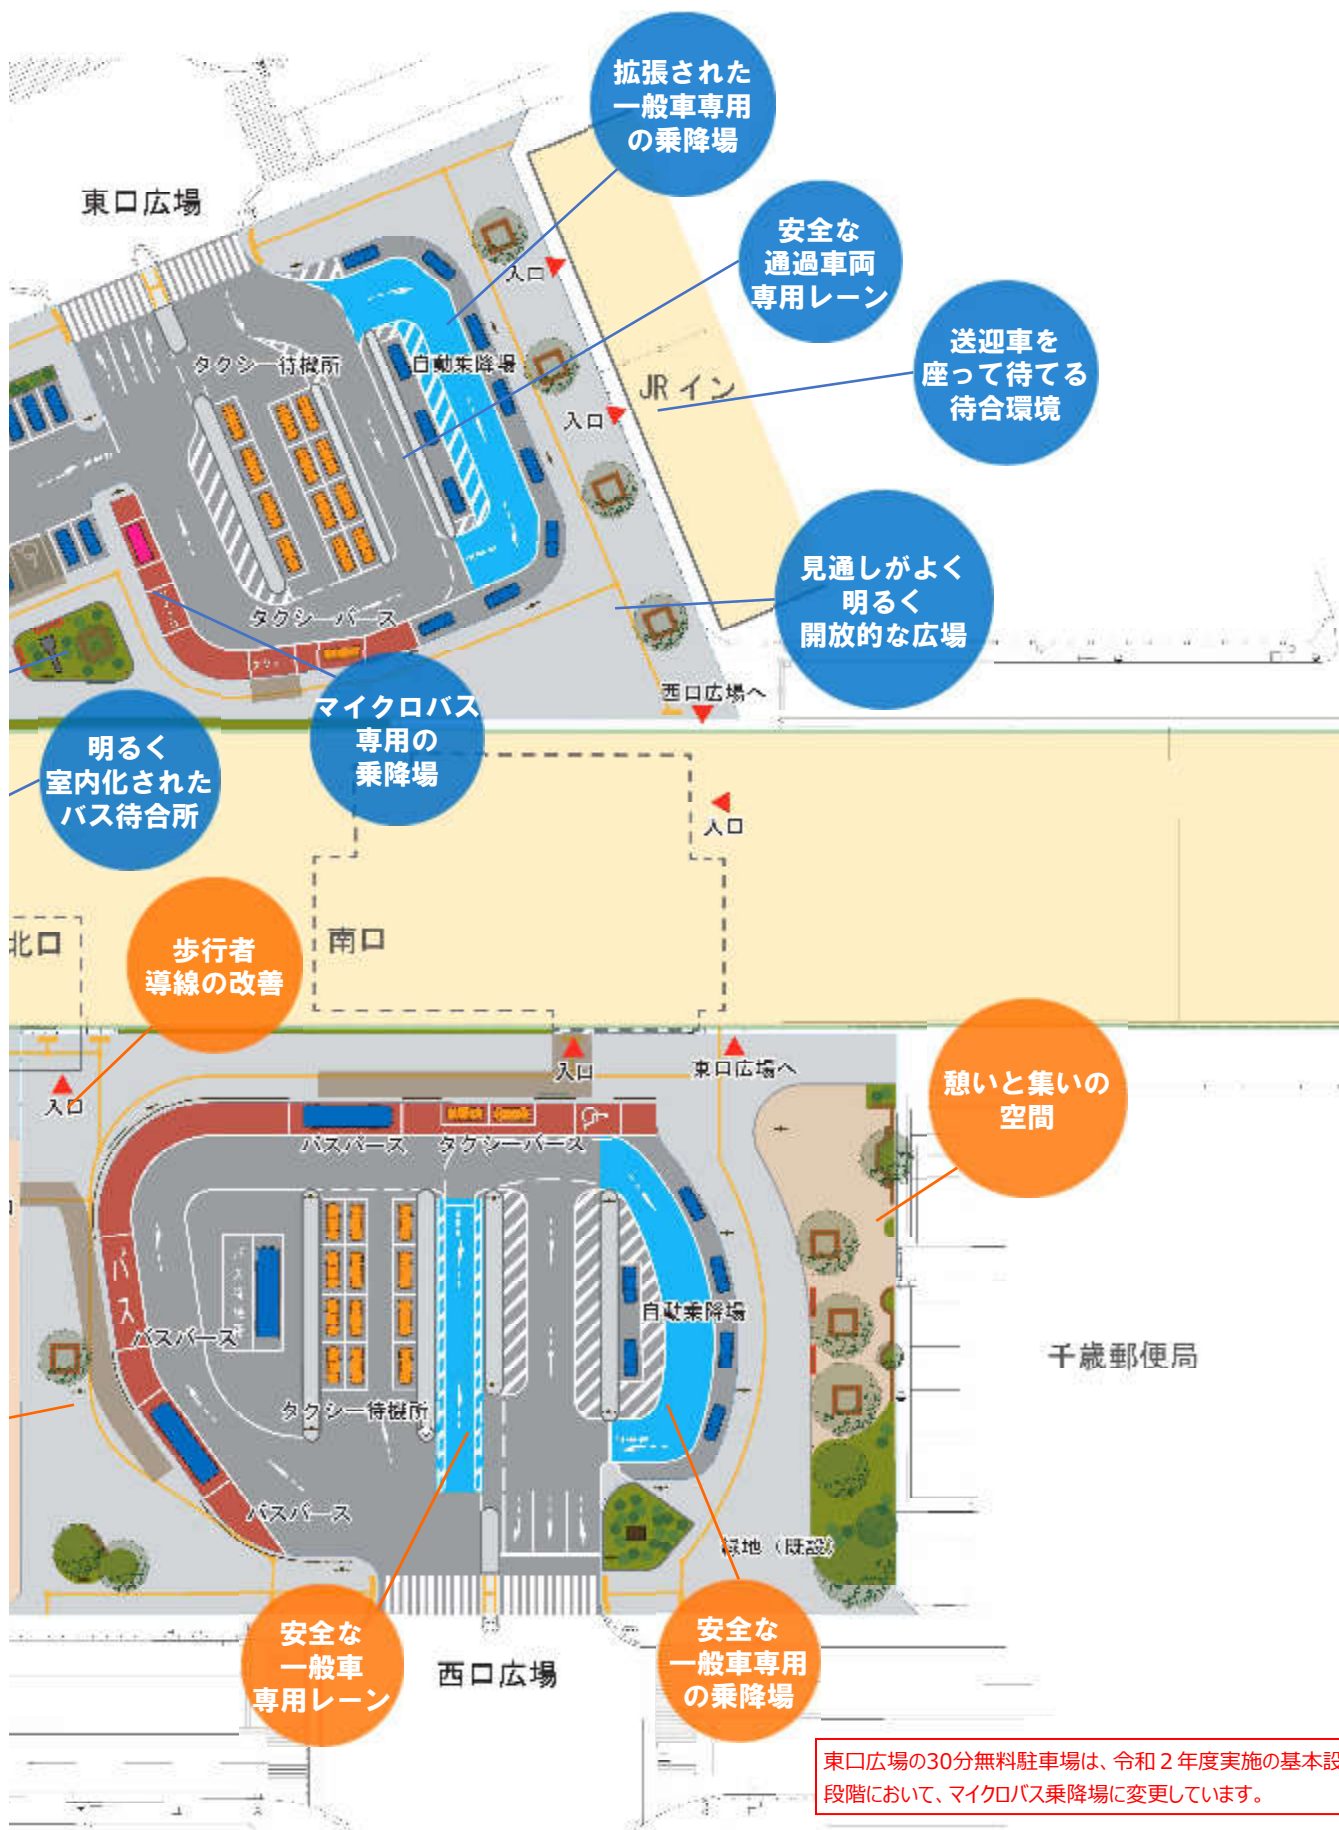 拡張された
一般車専用
の乗降場
東口広場
安全な
通過車両
専用レーン
入口
タクシー待機所
自動乗降場
送迎車を
座って待てる
待合環境
JRイン
入口
見通しがよく
明るく
開放的な広場
タクシーバース
西口広場へ
マイクロバス
専用の
乗降場
明るく
室内化された
バス待合所
入口
歩行者
導線の改善
北口
南口
入口
入口
東口広場へ
憩いと集いの
空間
バスバース
タクシーバース
バス
バスバース
自動乗降場
千歳郵便局
タクシー待機所
バスバース
緑地（既設）
安全な
一般車
専用レーン
西口広場
安全な
一般車専用
の乗降場
東口広場の30分無料駐車場は、令和２年度実施の基本設
段階において、マイクロバス乗降場に変更しています。